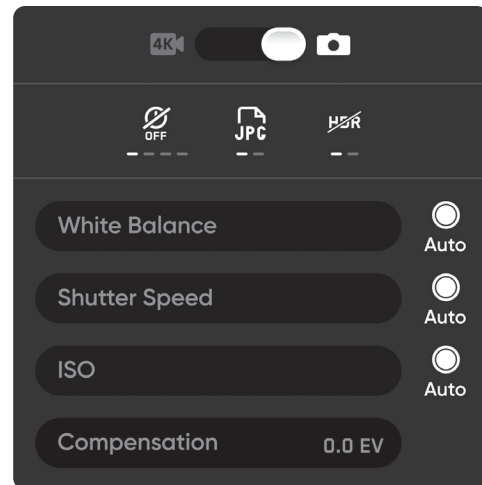 4K
OFF
JPG
HDR
White Balance
Auto
Shutter Speed
Auto
ISO
Auto
Compensation 0.0 EV